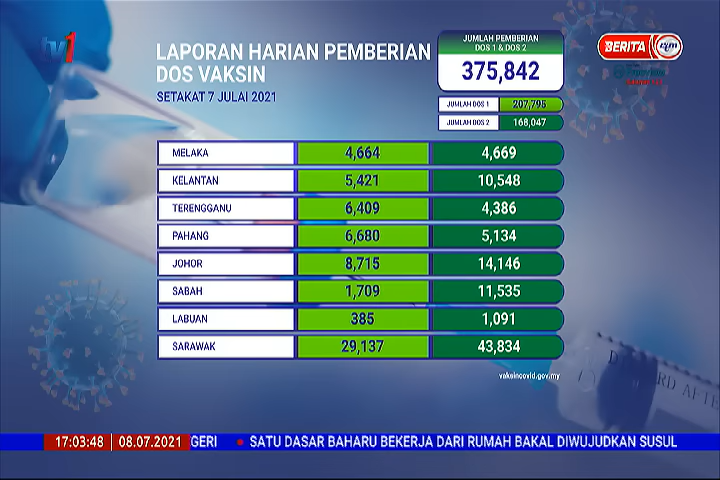 tv1
LAPORAN HARIAN PEMBERIAN
DOS VAKSIN
SETAKAT 7 JULAI 2021
JUMLAH PEMBERIAN
DOS 1 & DOS 2
375,842
JUMLAH DOS 1 207,795
JUMLAH DOS 2 168,047
BERITA rtm
MELAKA 4,664 4,669
KELANTAN 5,421 10,548
TERENGGANU 6,409 4,386
PAHANG 6,680 5,134
JOHOR 8,715 14,146
SABAH 1,709 11,535
LABUAN 385 1,091
SARAWAK 29,137 43,834
vaksincovid.gov.my
17:03:48 08.07.2021 GERI • SATU DASAR BAHARU BEKERJA DARI RUMAH BAKAL DIWUJUDKAN SUSUL